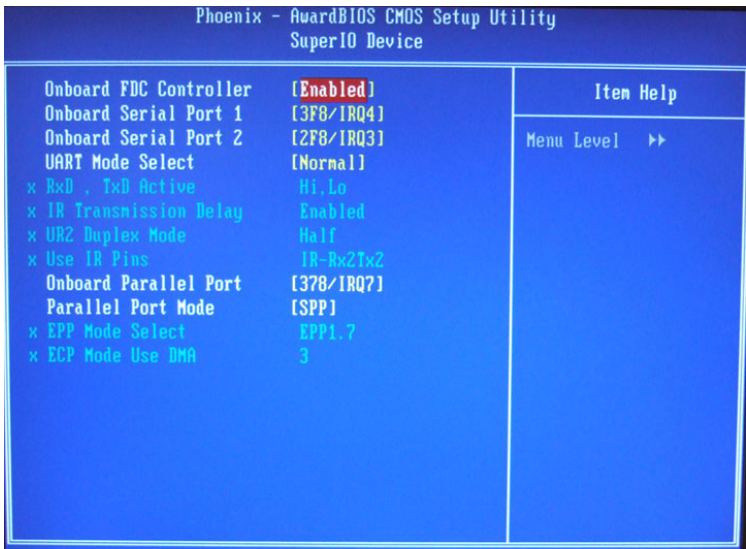 Phoenix - AwardBIOS CMOS Setup Utility
SuperIO Device
Onboard FDC Controller [Enabled]
Onboard Serial Port 1 [3F8/IRQ4]
Onboard Serial Port 2 [2F8/IRQ3]
UART Mode Select [Normal]
x RxD , TxD Active Hi,Lo
x IR Transmission Delay Enabled
x UR2 Duplex Mode Half
x Use IR Pins IR-Rx2Tx2
Onboard Parallel Port [378/IRQ7]
Parallel Port Mode [SPP]
x EPP Mode Select EPP1.7
x ECP Mode Use DMA 3
Item Help
Menu Level ▸▸